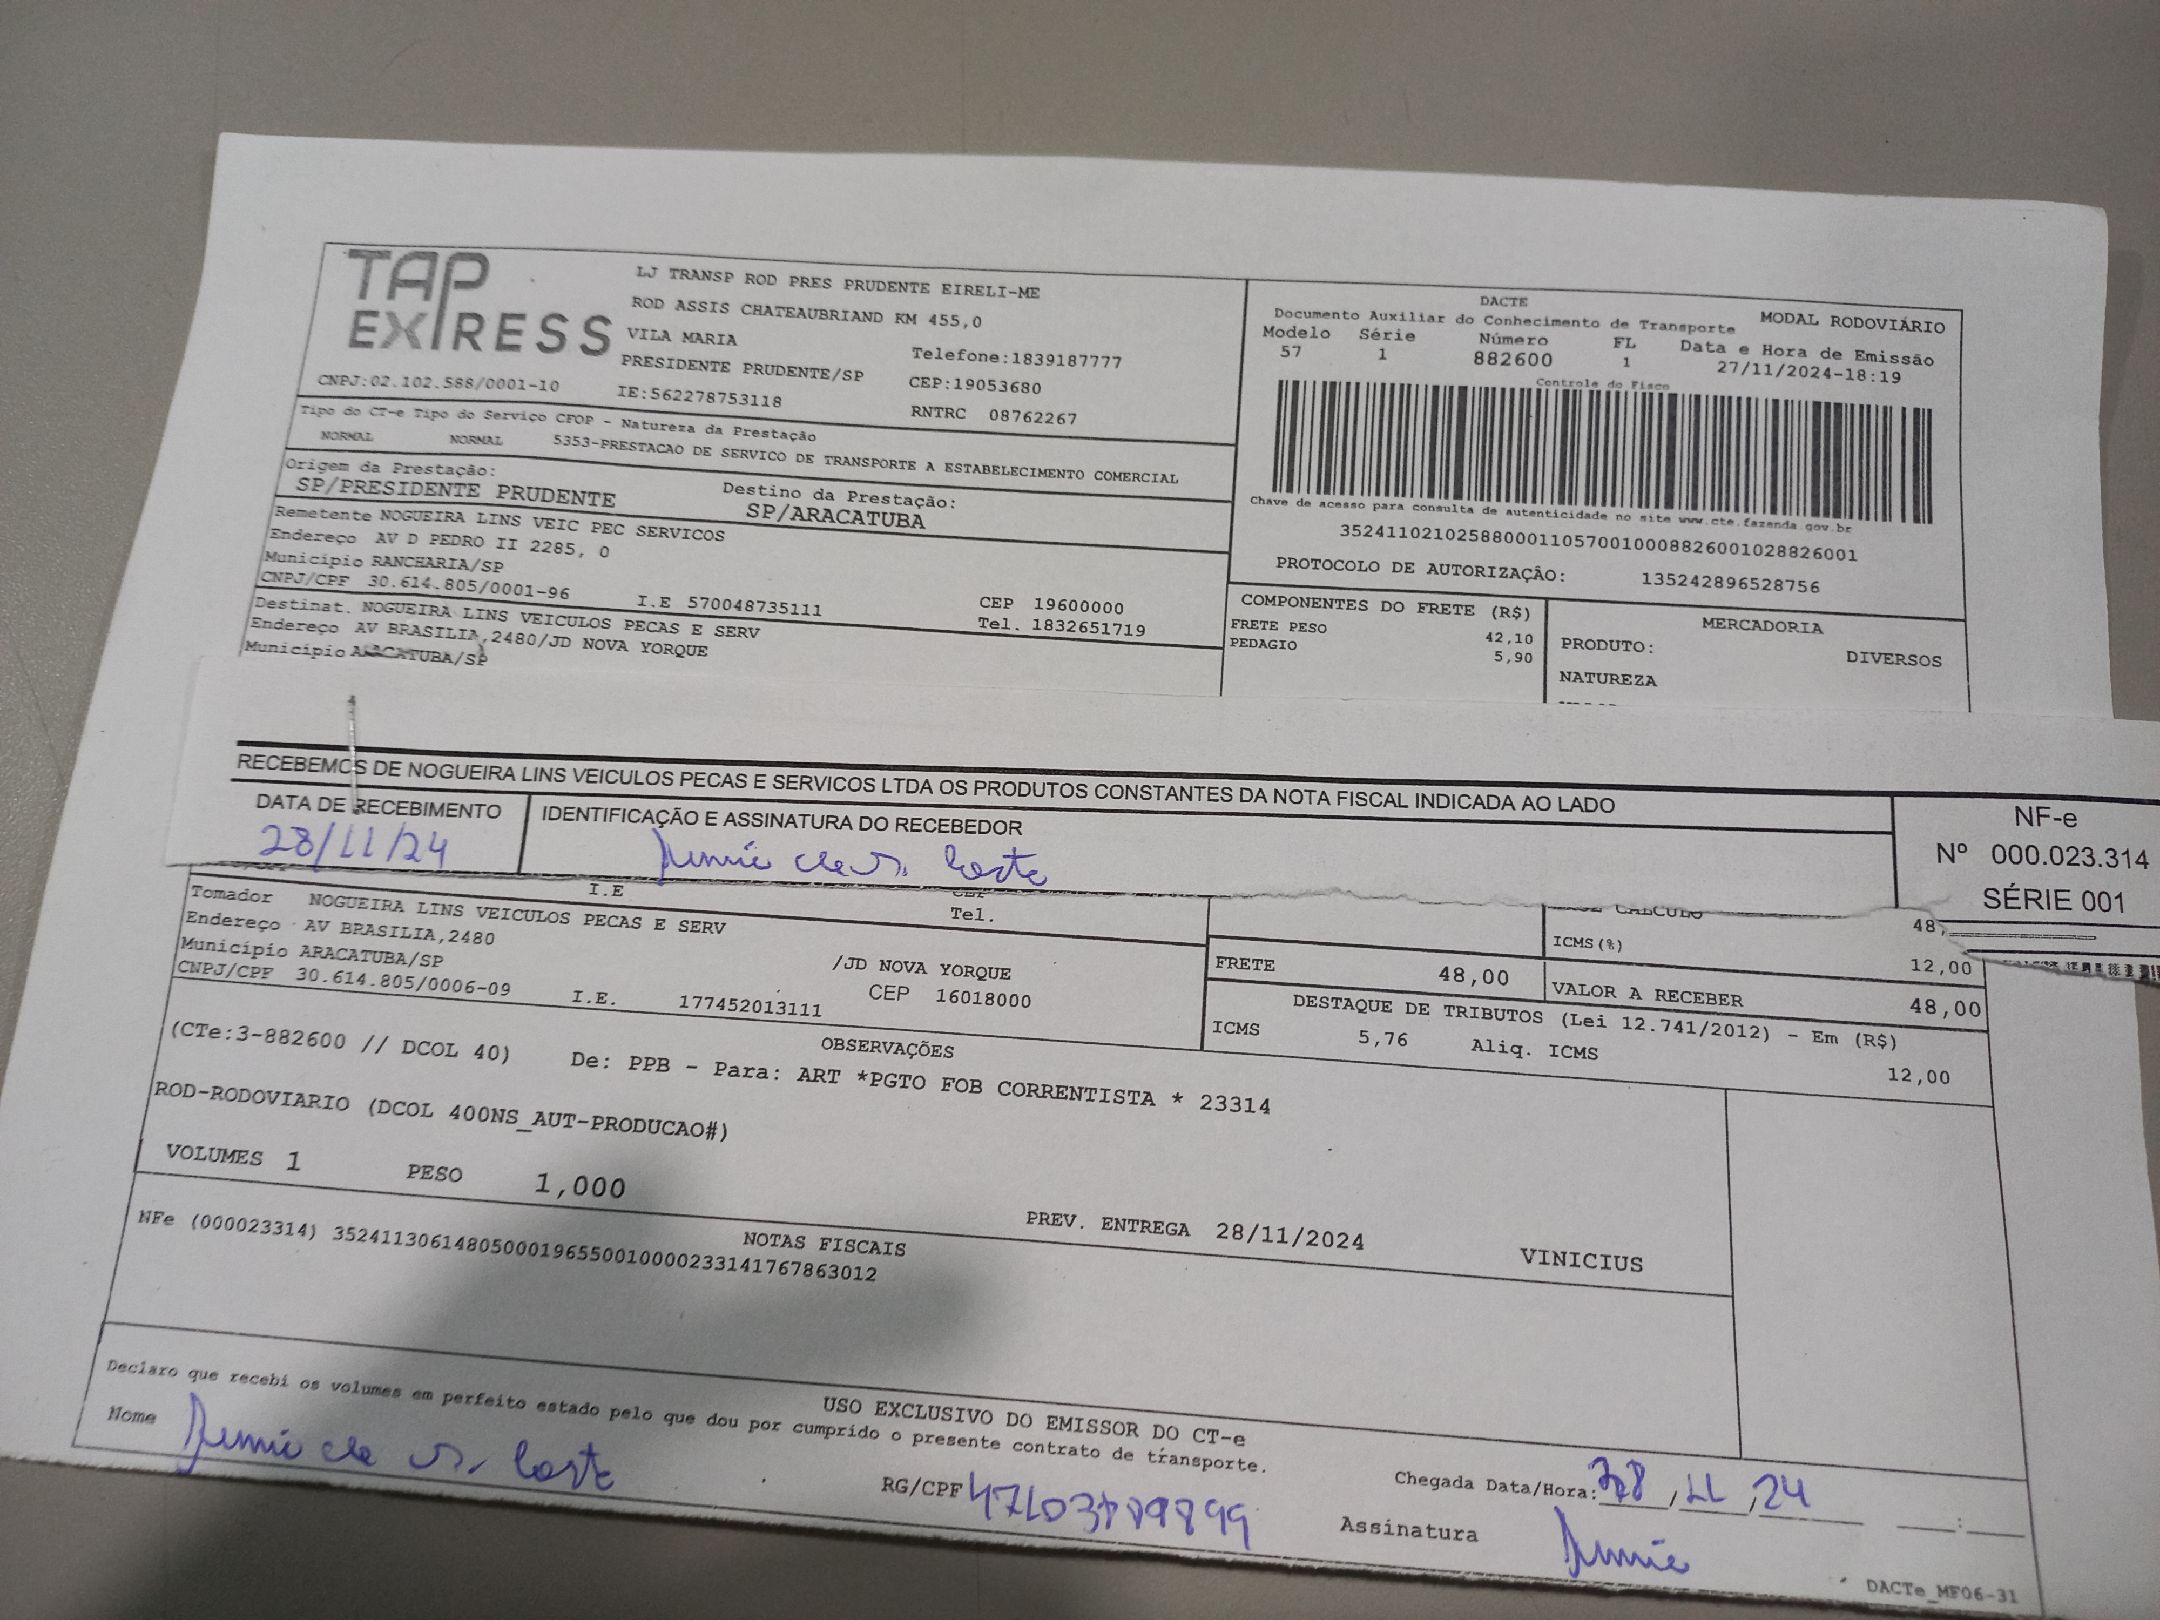 TAP EXPRESS
LJ TRANSP ROD PRES PRUDENTE EIRELI-ME
ROD ASSIS CHATEAUBRIAND KM 455,0
VILA MARIA
Telefone:1839187777
PRESIDENTE PRUDENTE/SP
CEP:19053680
CNPJ:02.102.588/0001-10
IE:562278753118
RNTRC 08762267
DACTE
Documento Auxiliar do Conhecimento de Transporte
MODAL RODOVIÁRIO
Modelo Série Número FL Data e Hora de Emissão
57 1 882600 1 27/11/2024-18:19
Controle do Fisco
Chave de acesso para consulta de autenticidade no site www.cte.fazenda.gov.br
35241102102588000110570010008826001028826001
PROTOCOLO DE AUTORIZAÇÃO: 135242896528756
Tipo do CT-e Tipo do Serviço CFOP - Natureza da Prestação
NORMAL NORMAL 5353-PRESTACAO DE SERVICO DE TRANSPORTE A ESTABELECIMENTO COMERCIAL
Origem da Prestação: Destino da Prestação:
SP/PRESIDENTE PRUDENTE SP/ARACATUBA
Remetente NOGUEIRA LINS VEIC PEC SERVICOS
Endereço AV D PEDRO II 2285, 0
Município RANCHARIA/SP CEP 19600000
CNPJ/CPF 30.614.805/0001-96 I.E 570048735111 Tel. 1832651719
Destinat. NOGUEIRA LINS VEICULOS PECAS E SERV
Endereço AV BRASILIA,2480/JD NOVA YORQUE
Município ARACATUBA/SP
COMPONENTES DO FRETE (R$)
FRETE PESO 42,10
PEDAGIO 5,90
MERCADORIA
PRODUTO: DIVERSOS
NATUREZA
RECEBEMOS DE NOGUEIRA LINS VEICULOS PECAS E SERVICOS LTDA OS PRODUTOS CONSTANTES DA NOTA FISCAL INDICADA AO LADO
DATA DE RECEBIMENTO
28/11/24
IDENTIFICAÇÃO E ASSINATURA DO RECEBEDOR
NF-e
Nº 000.023.314
SÉRIE 001
I.E
Tel.
Tomador NOGUEIRA LINS VEICULOS PECAS E SERV
Endereço AV BRASILIA,2480 /JD NOVA YORQUE
Município ARACATUBA/SP CEP 16018000
CNPJ/CPF 30.614.805/0006-09 I.E. 177452013111
CALCULO 48,
ICMS(%) 12,00
FRETE 48,00
VALOR A RECEBER 48,00
DESTAQUE DE TRIBUTOS (Lei 12.741/2012) - Em (R$)
ICMS 5,76 Aliq. ICMS 12,00
OBSERVAÇÕES
(CTe:3-882600 // DCOL 40) De: PPB - Para: ART *PGTO FOB CORRENTISTA * 23314
ROD-RODOVIARIO (DCOL 400NS_AUT-PRODUCAO#)
VOLUMES 1 PESO 1,000 PREV. ENTREGA 28/11/2024 VINICIUS
NOTAS FISCAIS
NFe (000023314) 35241130614805000196550010000233141767863012
USO EXCLUSIVO DO EMISSOR DO CT-e
Declaro que recebi os volumes em perfeito estado pelo que dou por cumprido o presente contrato de transporte.
Nome
RG/CPF
Chegada Data/Hora: 28, 11, 24 :
Assinatura
DACTe_MF06-31